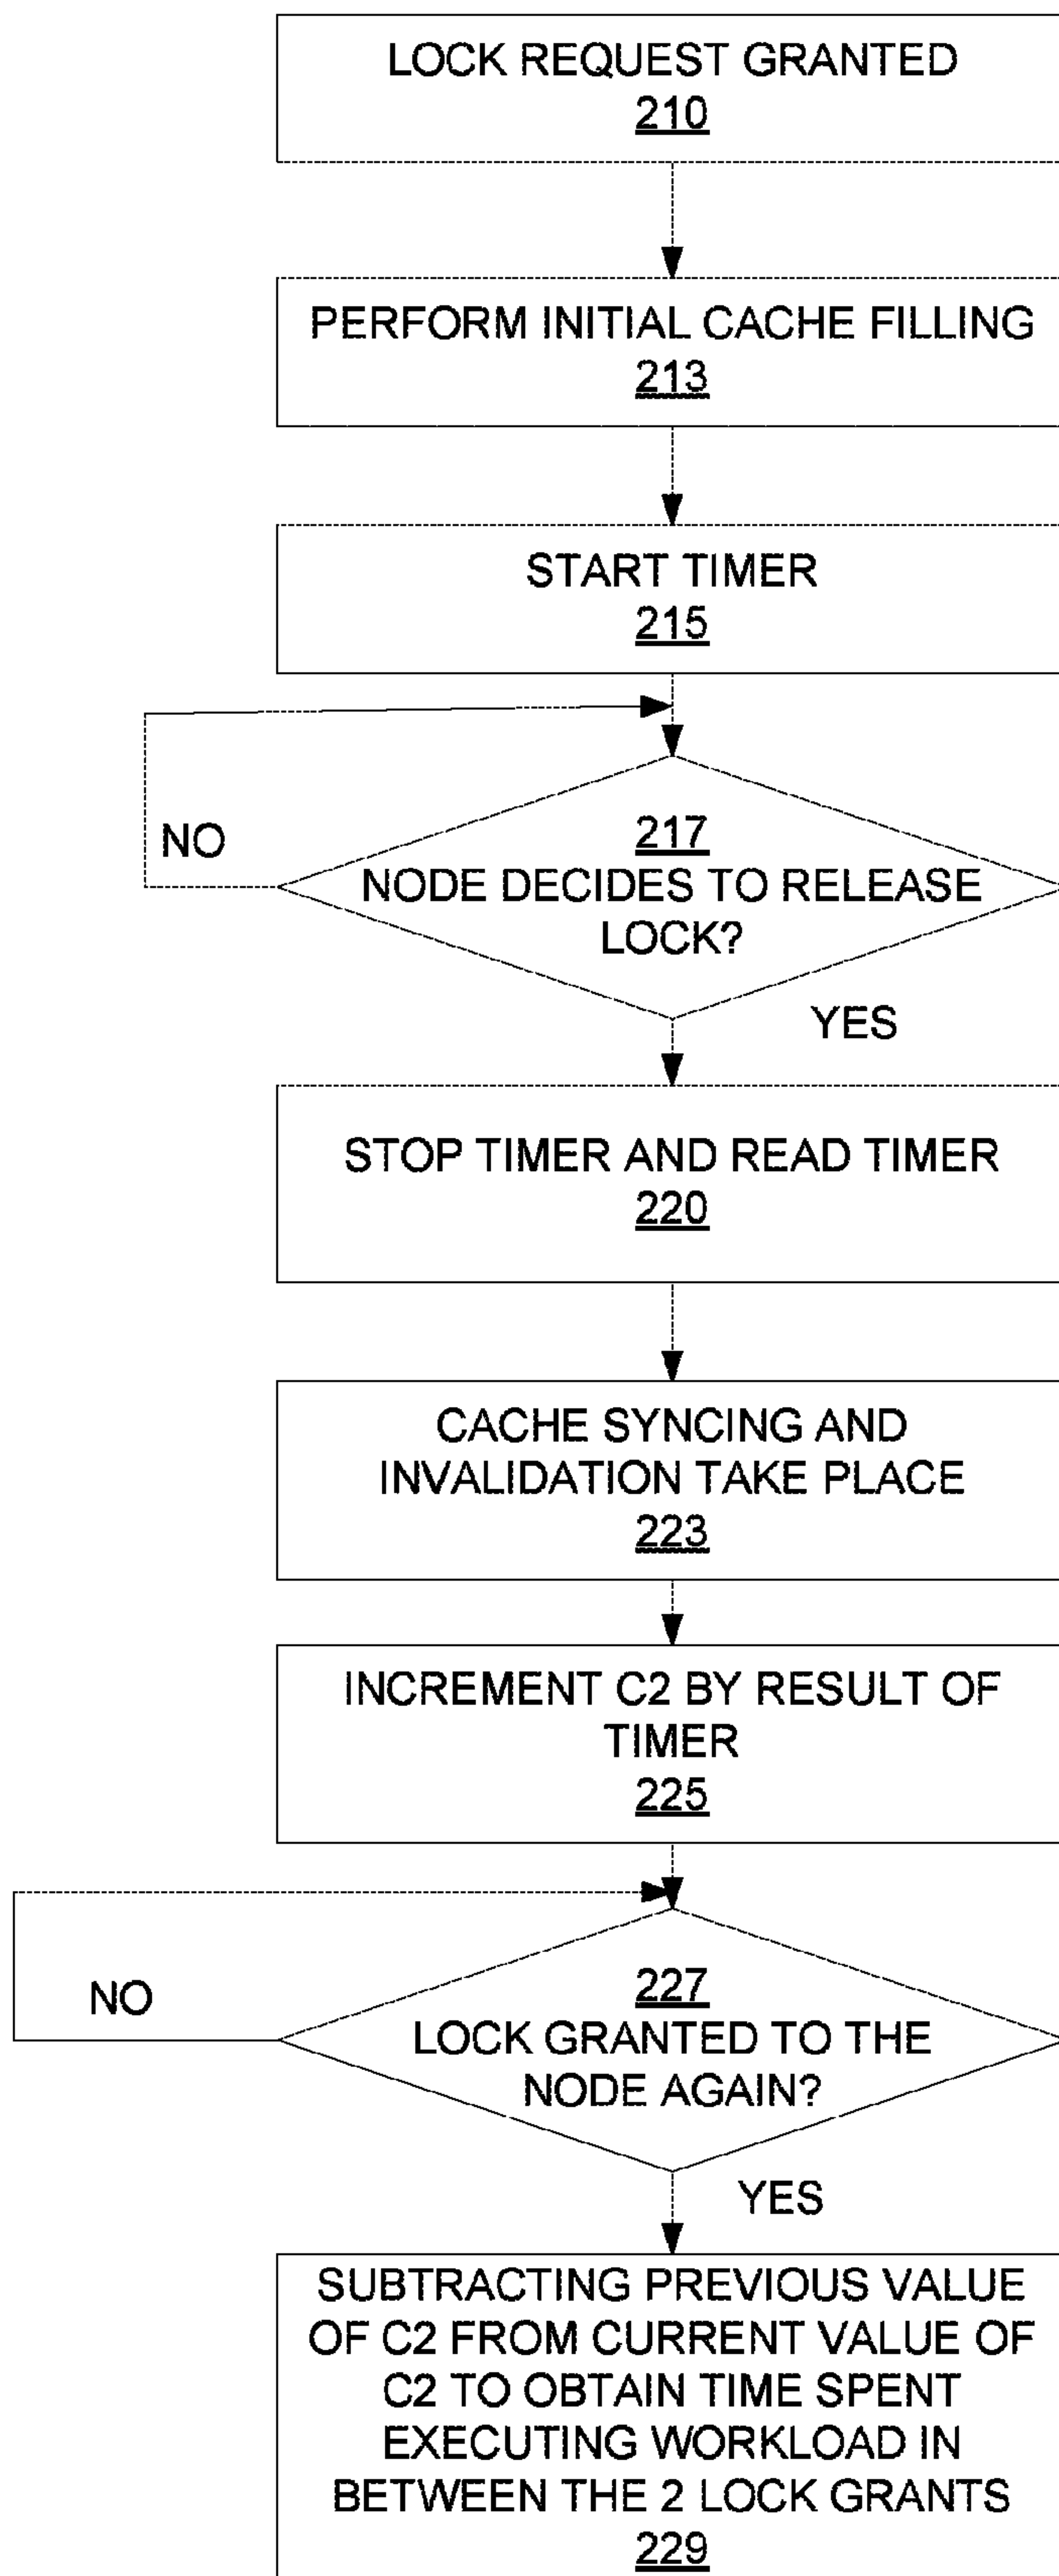 LOCK REQUEST GRANTED
210
PERFORM INITIAL CACHE FILLING
213
START TIMER
215
NO
217
NODE DECIDES TO RELEASE
LOCK?
YES
STOP TIMER AND READ TIMER
220
CACHE SYNCING AND
INVALIDATION TAKE PLACE
223
INCREMENT C2 BY RESULT OF
TIMER
225
NO
227
LOCK GRANTED TO THE
NODE AGAIN?
YES
SUBTRACTING PREVIOUS VALUE
OF C2 FROM CURRENT VALUE OF
C2 TO OBTAIN TIME SPENT
EXECUTING WORKLOAD IN
BETWEEN THE 2 LOCK GRANTS
229